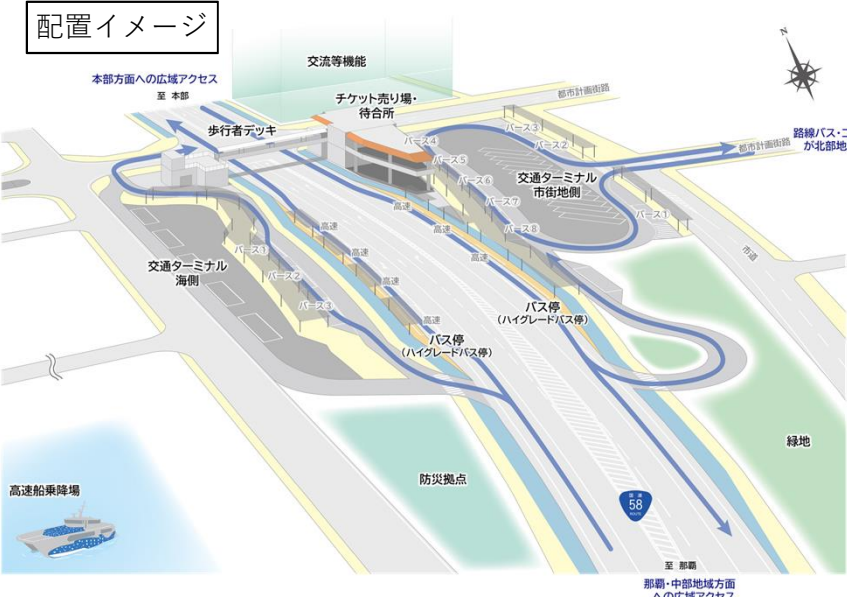 配置イメージ
交流等機能
本部方面への広域アクセス
至 本部
チケット売り場・
待合所
都市計画街路
歩行者デッキ
バース4
バース3
バース2
路線バス・コ
が北部地
都市計画街路
バース5
バース6
交通ターミナル
市街地側
バース7
バース1
高速
高速
バース8
市道
高速
高速
高速
高速
バース1
交通ターミナル
海側
バース2
バース3
バス停
(ハイグレードバス停)
バス停
(ハイグレードバス停)
緑地
防災拠点
高速船乗降場
国道
58
ROUTE
至 那覇
那覇・中部地域方面
への広域アクセス
N